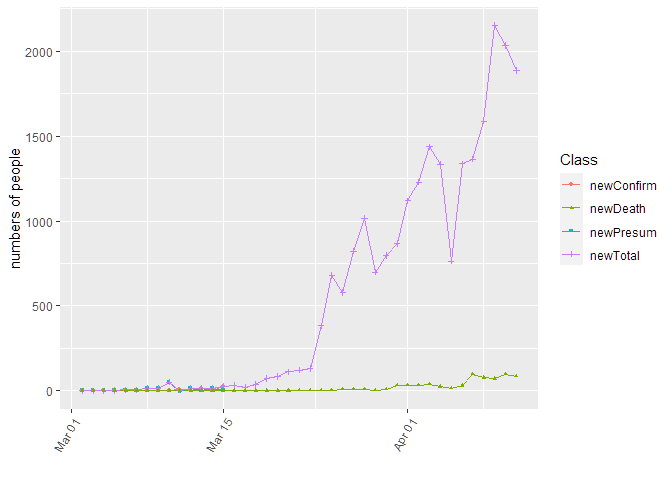 numbers of people
2000
1500
1000
500
0
Mar 01
Mar 15
Apr 01
Class
newConfirm
newDeath
newPresum
newTotal